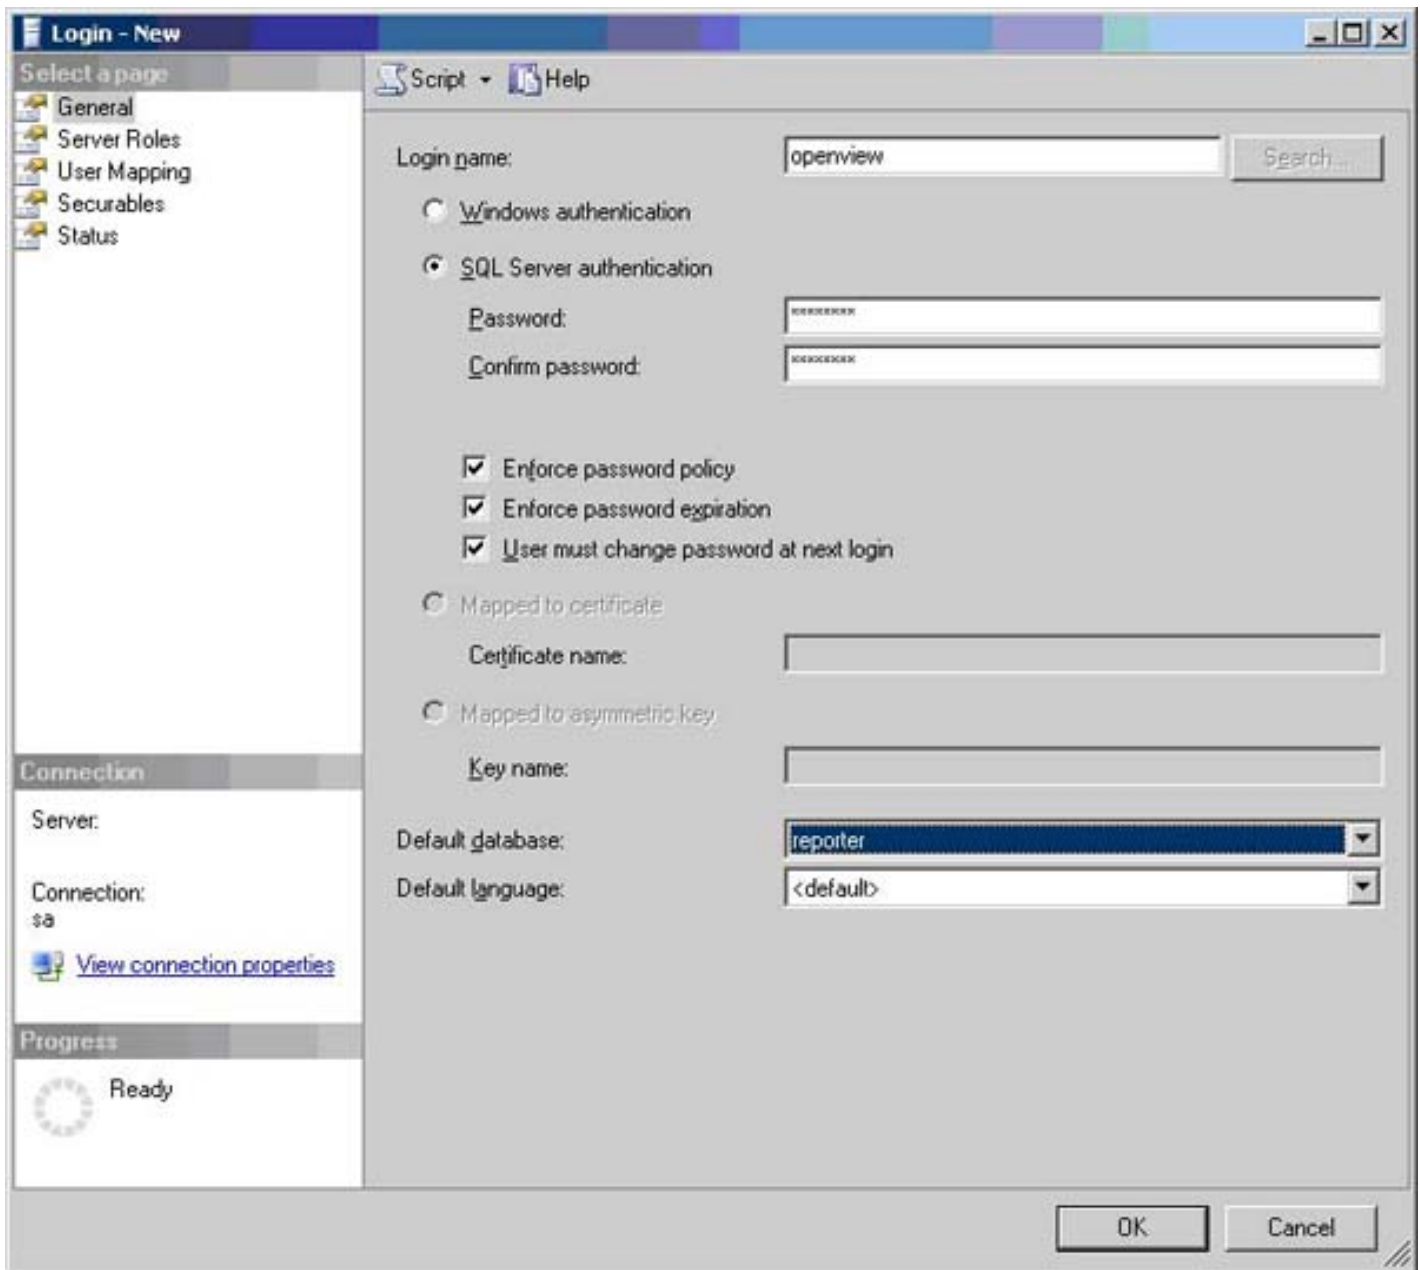 Login - New
Select a page
General
Server Roles
User Mapping
Securables
Status
Script
Help
Login name:
openview
Search...
Windows authentication
SQL Server authentication
Password:
********
Confirm password:
********
Enforce password policy
Enforce password expiration
User must change password at next login
Mapped to certificate
Certificate name:
Mapped to asymmetric key
Key name:
Default database:
reporter
Default language:
<default>
Connection
Server:
Connection:
sa
View connection properties
Progress
Ready
OK
Cancel